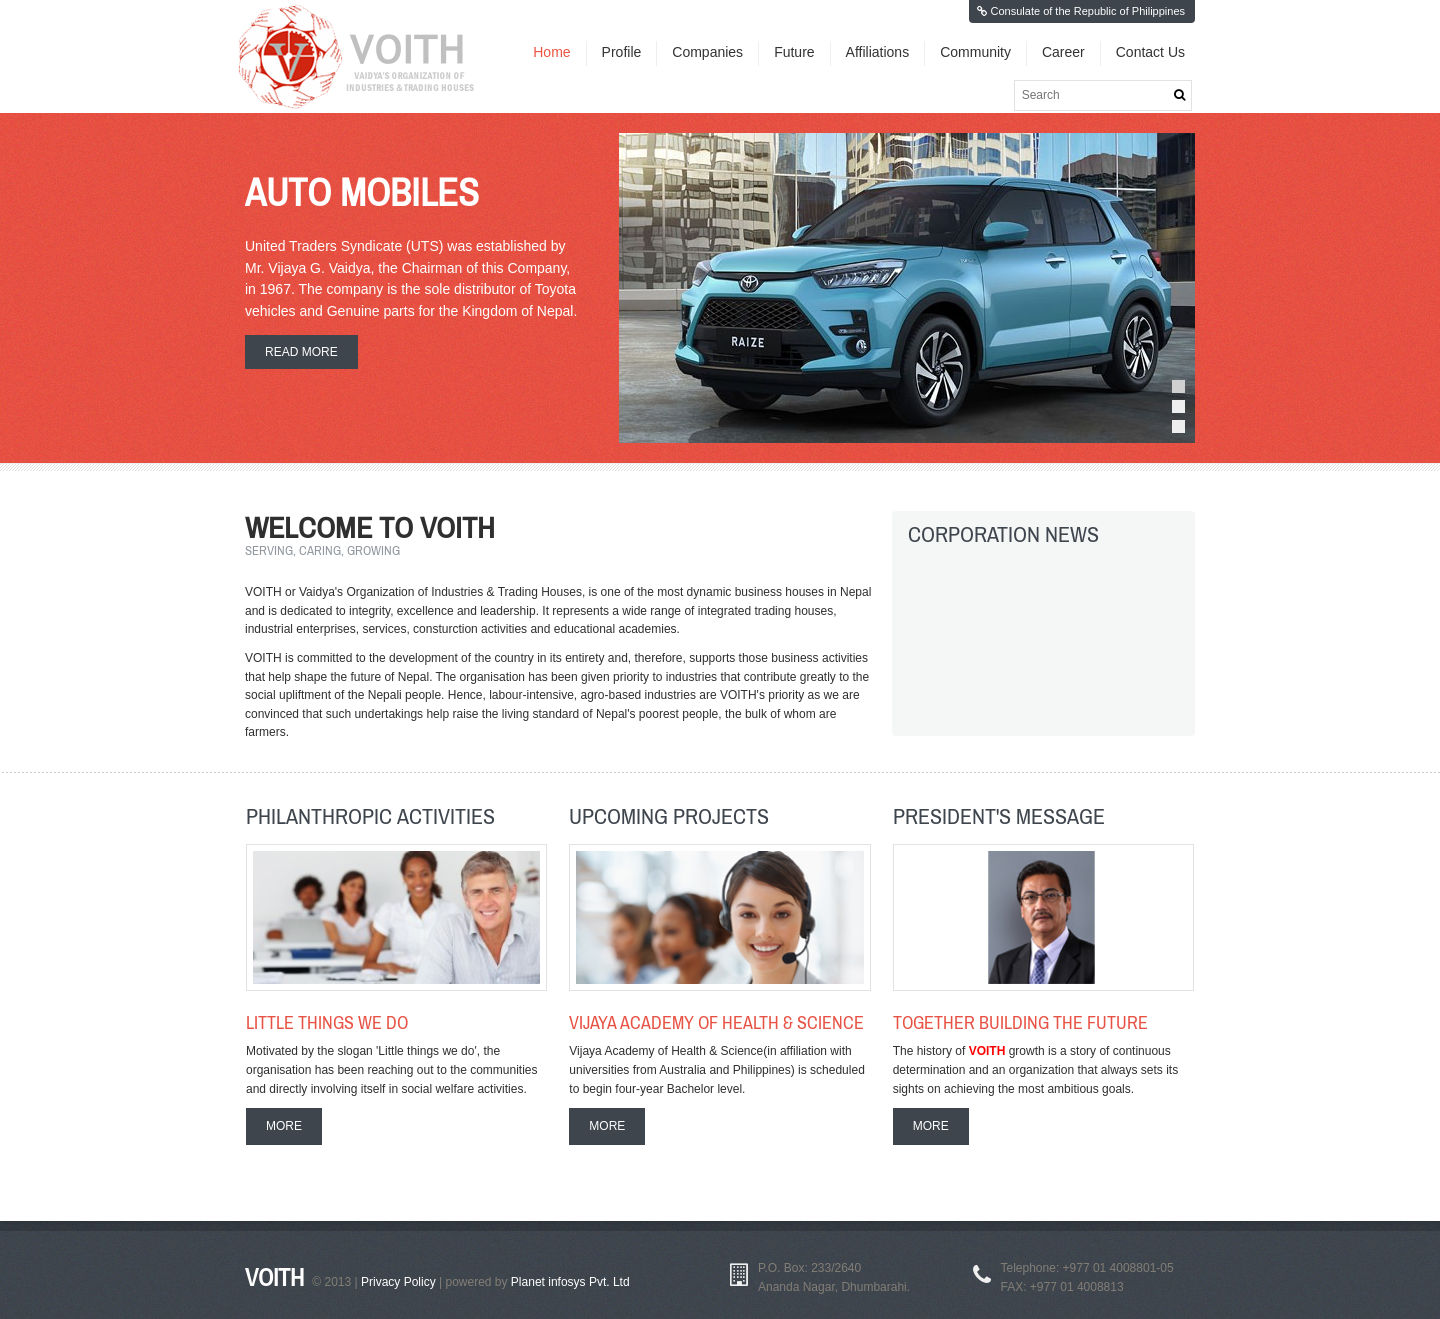 Consulate of the Republic of Philippines
VOITH
VAIDYA'S ORGANIZATION OF
INDUSTRIES & TRADING HOUSES
Home Profile Companies Future Affiliations Community Career Contact Us
Search
AUTO MOBILES
United Traders Syndicate (UTS) was established by
Mr. Vijaya G. Vaidya, the Chairman of this Company,
in 1967. The company is the sole distributor of Toyota
vehicles and Genuine parts for the Kingdom of Nepal.
READ MORE
RAIZE
WELCOME TO VOITH
SERVING, CARING, GROWING
VOITH or Vaidya's Organization of Industries & Trading Houses, is one of the most dynamic business houses in Nepal
and is dedicated to integrity, excellence and leadership. It represents a wide range of integrated trading houses,
industrial enterprises, services, consturction activities and educational academies.
VOITH is committed to the development of the country in its entirety and, therefore, supports those business activities
that help shape the future of Nepal. The organisation has been given priority to industries that contribute greatly to the
social upliftment of the Nepali people. Hence, labour-intensive, agro-based industries are VOITH's priority as we are
convinced that such undertakings help raise the living standard of Nepal's poorest people, the bulk of whom are
farmers.
CORPORATION NEWS
PHILANTHROPIC ACTIVITIES
LITTLE THINGS WE DO
Motivated by the slogan 'Little things we do', the
organisation has been reaching out to the communities
and directly involving itself in social welfare activities.
MORE
UPCOMING PROJECTS
VIJAYA ACADEMY OF HEALTH & SCIENCE
Vijaya Academy of Health & Science(in affiliation with
universities from Australia and Philippines) is scheduled
to begin four-year Bachelor level.
MORE
PRESIDENT'S MESSAGE
TOGETHER BUILDING THE FUTURE
The history of VOITH growth is a story of continuous
determination and an organization that always sets its
sights on achieving the most ambitious goals.
MORE
VOITH © 2013 | Privacy Policy | powered by Planet infosys Pvt. Ltd
P.O. Box: 233/2640
Ananda Nagar, Dhumbarahi.
Telephone: +977 01 4008801-05
FAX: +977 01 4008813